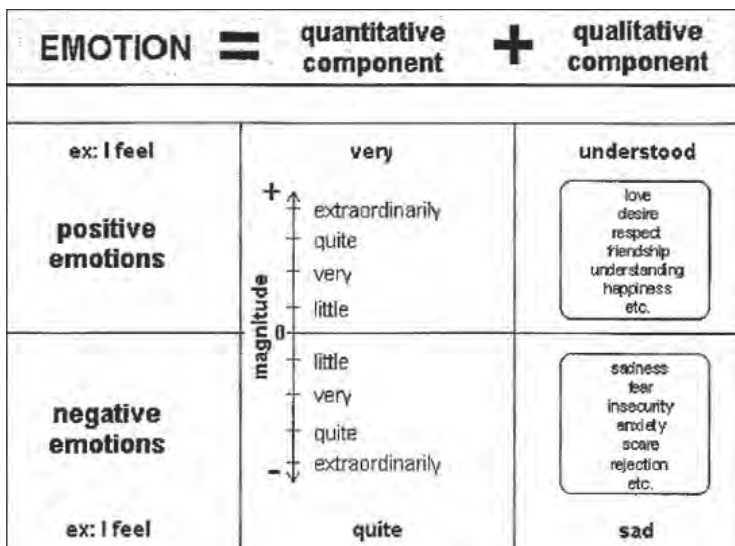 EMOTION = quantitative component + qualitative component
ex: I feel very understood
positive emotions
magnitude
+
extraordinarily
quite
very
little
0
little
very
quite
extraordinarily
-
love
desire
respect
friendship
understanding
happiness
etc.
negative emotions
sadness
fear
insecurity
anxiety
scare
rejection
etc.
ex: I feel quite sad